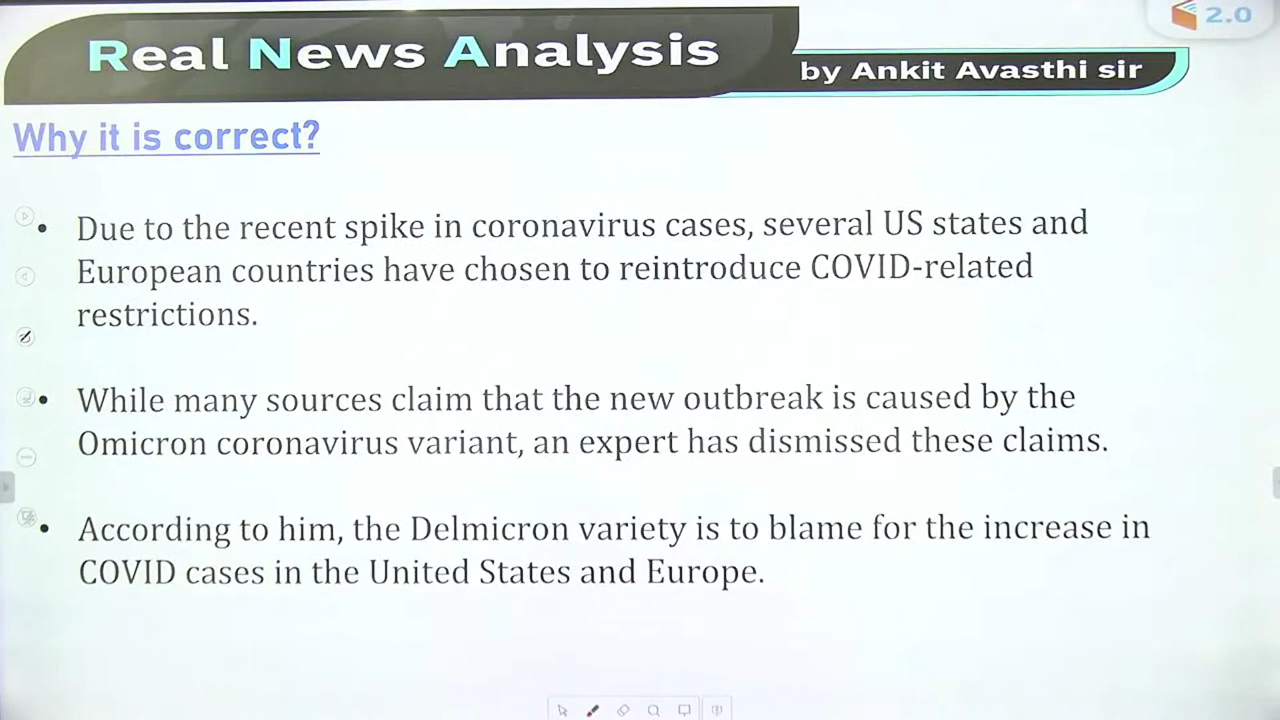 Real News Analysis
by Ankit Avasthi sir
2.0
Why it is correct?
• Due to the recent spike in coronavirus cases, several US states and
European countries have chosen to reintroduce COVID-related
restrictions.
• While many sources claim that the new outbreak is caused by the
Omicron coronavirus variant, an expert has dismissed these claims.
• According to him, the Delmicron variety is to blame for the increase in
COVID cases in the United States and Europe.